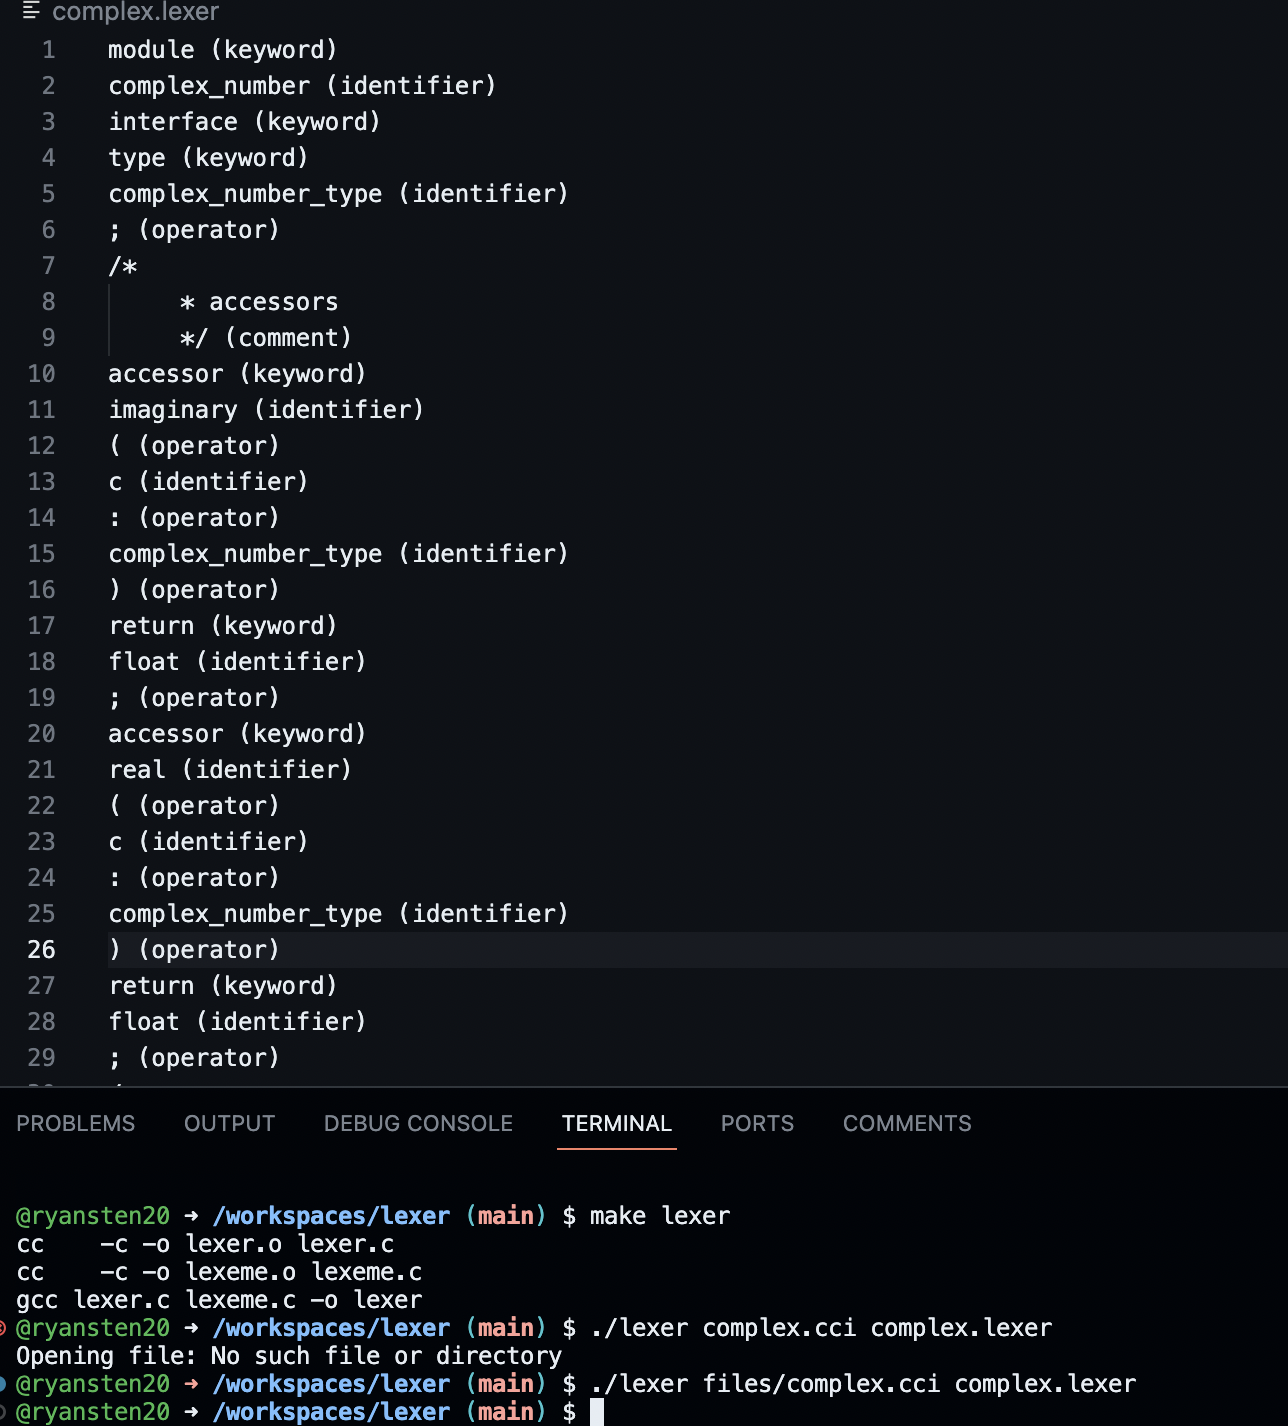 complex.lexer
1 module (keyword)
2 complex_number (identifier)
3 interface (keyword)
4 type (keyword)
5 complex_number_type (identifier)
6 ; (operator)
7 /*
8 * accessors
9 */ (comment)
10 accessor (keyword)
11 imaginary (identifier)
12 ( (operator)
13 c (identifier)
14 : (operator)
15 complex_number_type (identifier)
16 ) (operator)
17 return (keyword)
18 float (identifier)
19 ; (operator)
20 accessor (keyword)
21 real (identifier)
22 ( (operator)
23 c (identifier)
24 : (operator)
25 complex_number_type (identifier)
26 ) (operator)
27 return (keyword)
28 float (identifier)
29 ; (operator)
PROBLEMS OUTPUT DEBUG CONSOLE TERMINAL PORTS COMMENTS
@ryansten20 → /workspaces/lexer (main) $ make lexer
cc    -c -o lexer.o lexer.c
cc    -c -o lexeme.o lexeme.c
gcc lexer.c lexeme.c -o lexer
@ryansten20 → /workspaces/lexer (main) $ ./lexer complex.cci complex.lexer
Opening file: No such file or directory
@ryansten20 → /workspaces/lexer (main) $ ./lexer files/complex.cci complex.lexer
@ryansten20 → /workspaces/lexer (main) $